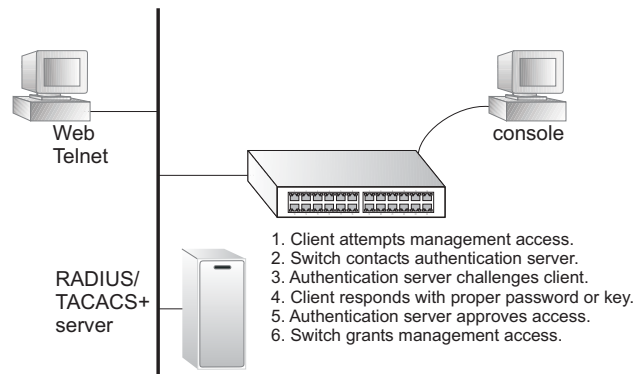 Web
Telnet
console
RADIUS/
TACACS+
server
1. Client attempts management access.
2. Switch contacts authentication server.
3. Authentication server challenges client.
4. Client responds with proper password or key.
5. Authentication server approves access.
6. Switch grants management access.